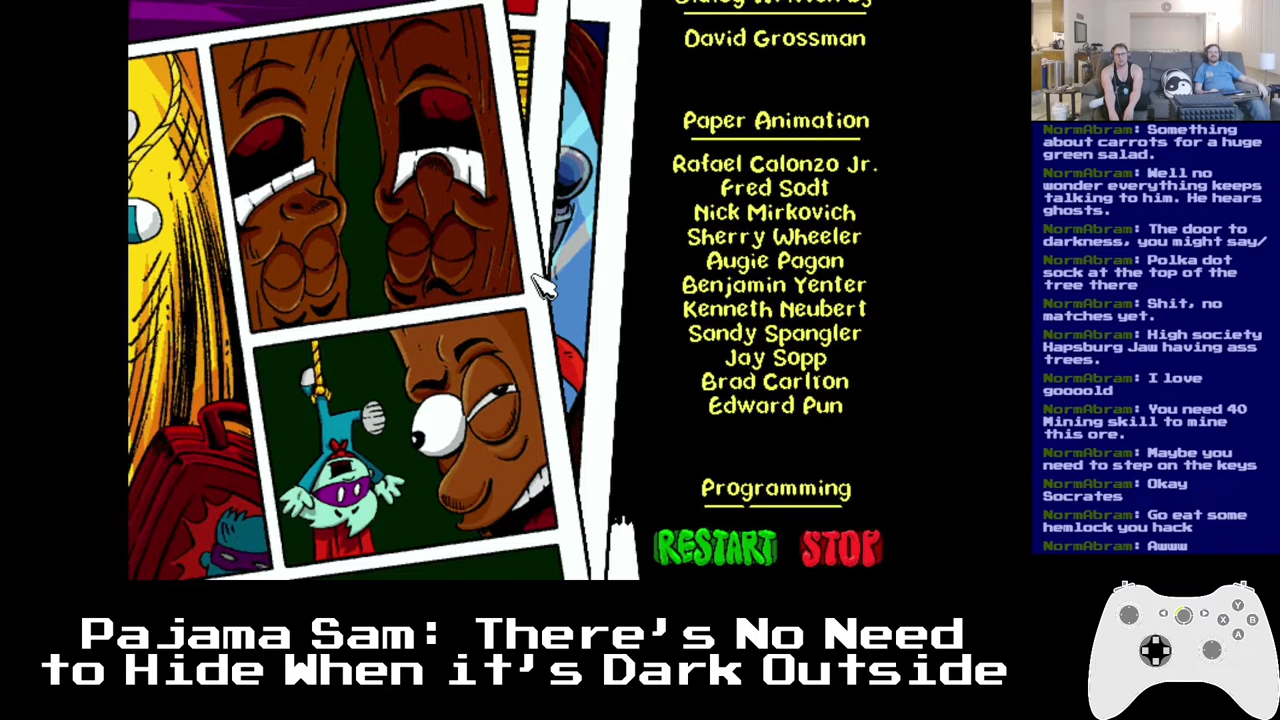 Dialog Written by
David Grossman
Paper Animation
Rafael Calonzo Jr.
Fred Sodt
Nick Mirkovich
Sherry Wheeler
Augie Pagan
Benjamin Yenter
Kenneth Neubert
Sandy Spangler
Jay Sopp
Brad Carlton
Edward Pun
Programming
RESTART STOP
NormAbram: Something
about carrots for a huge
green salad.
NormAbram: Well no
wonder everything keeps
talking to him. He hears
ghosts.
NormAbram: The door to
darkness, you might say/
NormAbram: Polka dot
sock at the top of the
tree there
NormAbram: Shit, no
matches yet.
NormAbram: High society
Hapsburg Jaw having ass
trees.
NormAbram: I love
goooold
NormAbram: You need 40
Mining skill to mine
this ore.
NormAbram: Maybe you
need to step on the keys
NormAbram: Okay
Socrates
NormAbram: Go eat some
hemlock you hack
NormAbram: Awww
Pajama Sam: There's No Need
to Hide When it's Dark Outside
Y
X
B
A